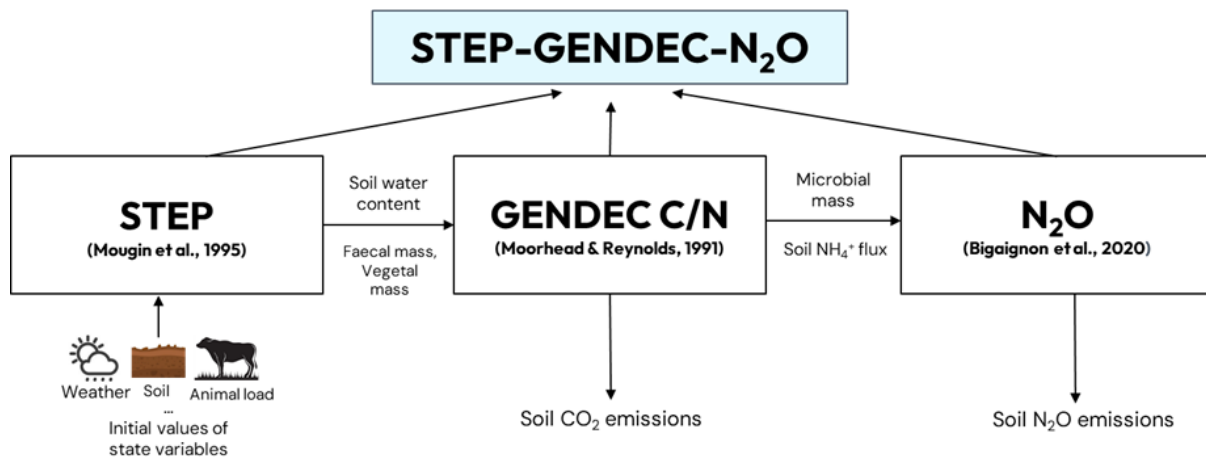 STEP-GENDEC-N₂O
STEP
(Mougin et al., 1995)
Soil water
content
Faecal mass,
Vegetal
mass
GENDEC C/N
(Moorhead & Reynolds, 1991)
Microbial
mass
Soil NH₄⁺ flux
N₂O
(Bigaignon et al., 2020)
Weather
Soil
Animal load
...
Initial values of
state variables
Soil CO₂ emissions
Soil N₂O emissions